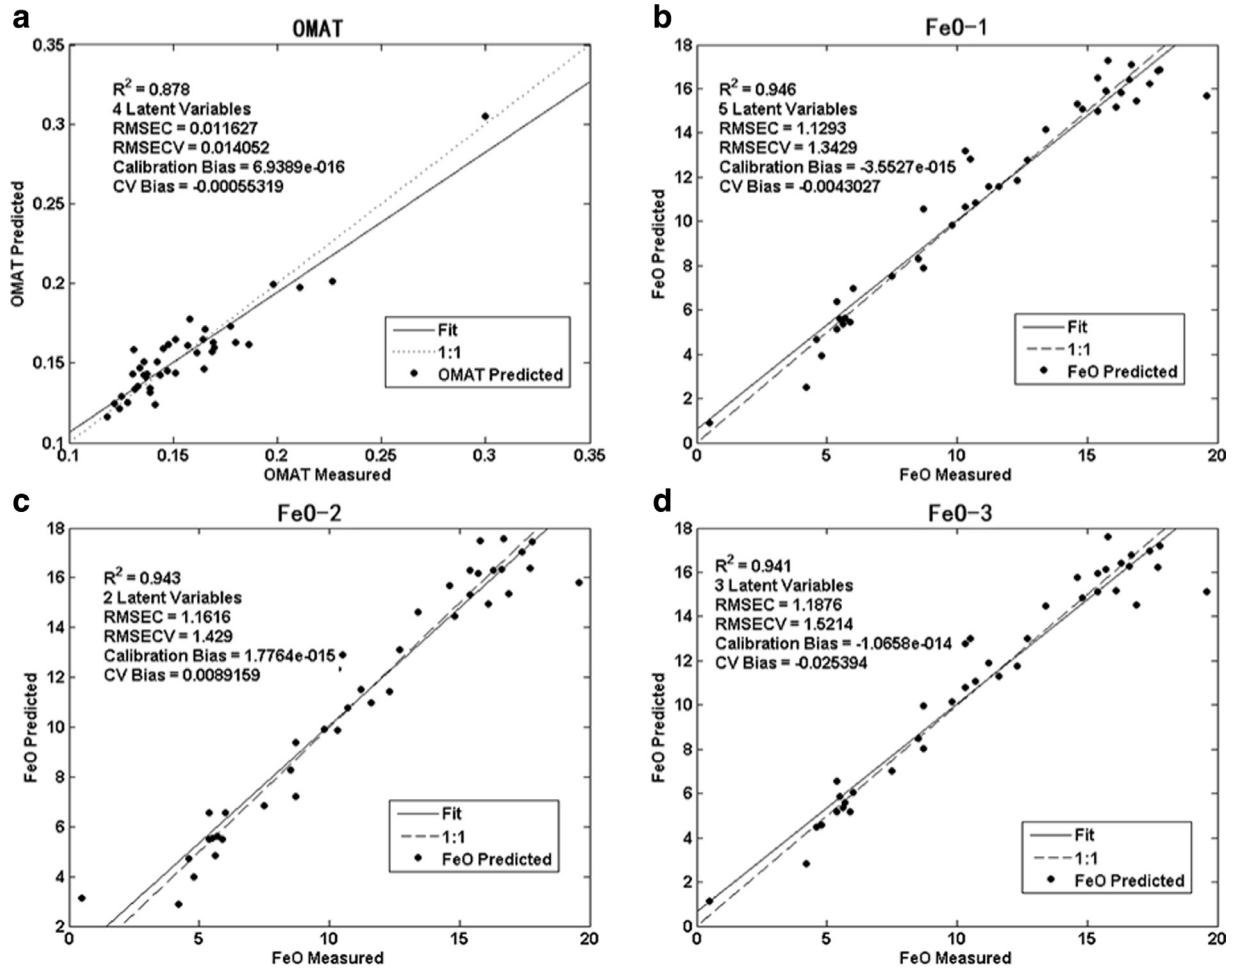 a
OMAT
0.35
0.3
0.25
0.2
0.15
0.1
OMAT Predicted
R² = 0.878
4 Latent Variables
RMSEC = 0.011627
RMSECV = 0.014052
Calibration Bias = 6.9389e-016
CV Bias = -0.00055319
Fit
1:1
OMAT Predicted
0.1 0.15 0.2 0.25 0.3 0.35
OMAT Measured
b
FeO-1
18
16
14
12
10
8
6
4
2
0
FeO Predicted
R² = 0.946
5 Latent Variables
RMSEC = 1.1293
RMSECV = 1.3429
Calibration Bias = -3.5527e-015
CV Bias = -0.0043027
Fit
1:1
FeO Predicted
0 5 10 15 20
FeO Measured
c
FeO-2
18
16
14
12
10
8
6
4
2
FeO Predicted
R² = 0.943
2 Latent Variables
RMSEC = 1.1616
RMSECV = 1.429
Calibration Bias = 1.7764e-015
CV Bias = 0.0089159
Fit
1:1
FeO Predicted
0 5 10 15 20
FeO Measured
d
FeO-3
18
16
14
12
10
8
6
4
2
0
FeO Predicted
R² = 0.941
3 Latent Variables
RMSEC = 1.1876
RMSECV = 1.5214
Calibration Bias = -1.0658e-014
CV Bias = -0.025394
Fit
1:1
FeO Predicted
0 5 10 15 20
FeO Measured